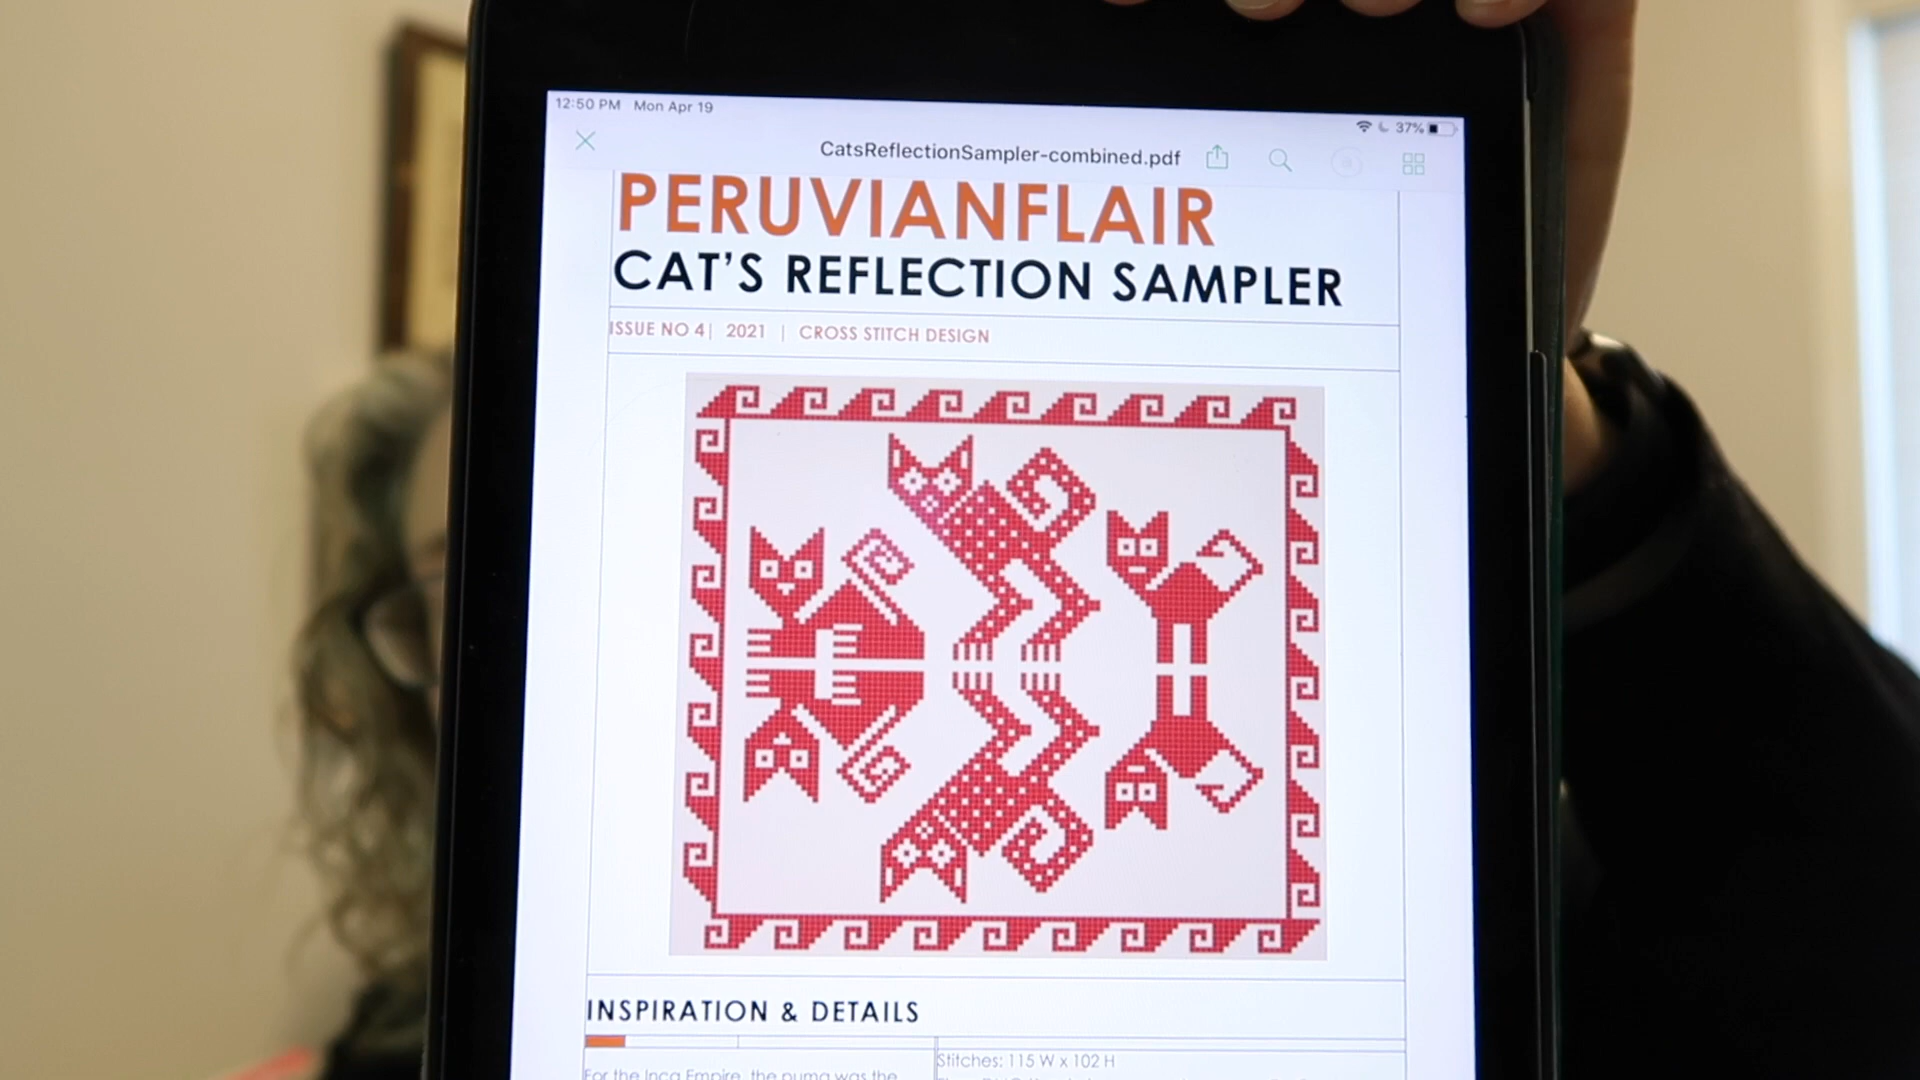 12:50 PM Mon Apr 19
37%
CatsReflectionSampler-combined.pdf
PERUVIANFLAIR
CAT'S REFLECTION SAMPLER
ISSUE NO 4| 2021 | CROSS STITCH DESIGN
INSPIRATION & DETAILS
Stitches: 115 W x 102 H
For the Inca Empire, the puma was the